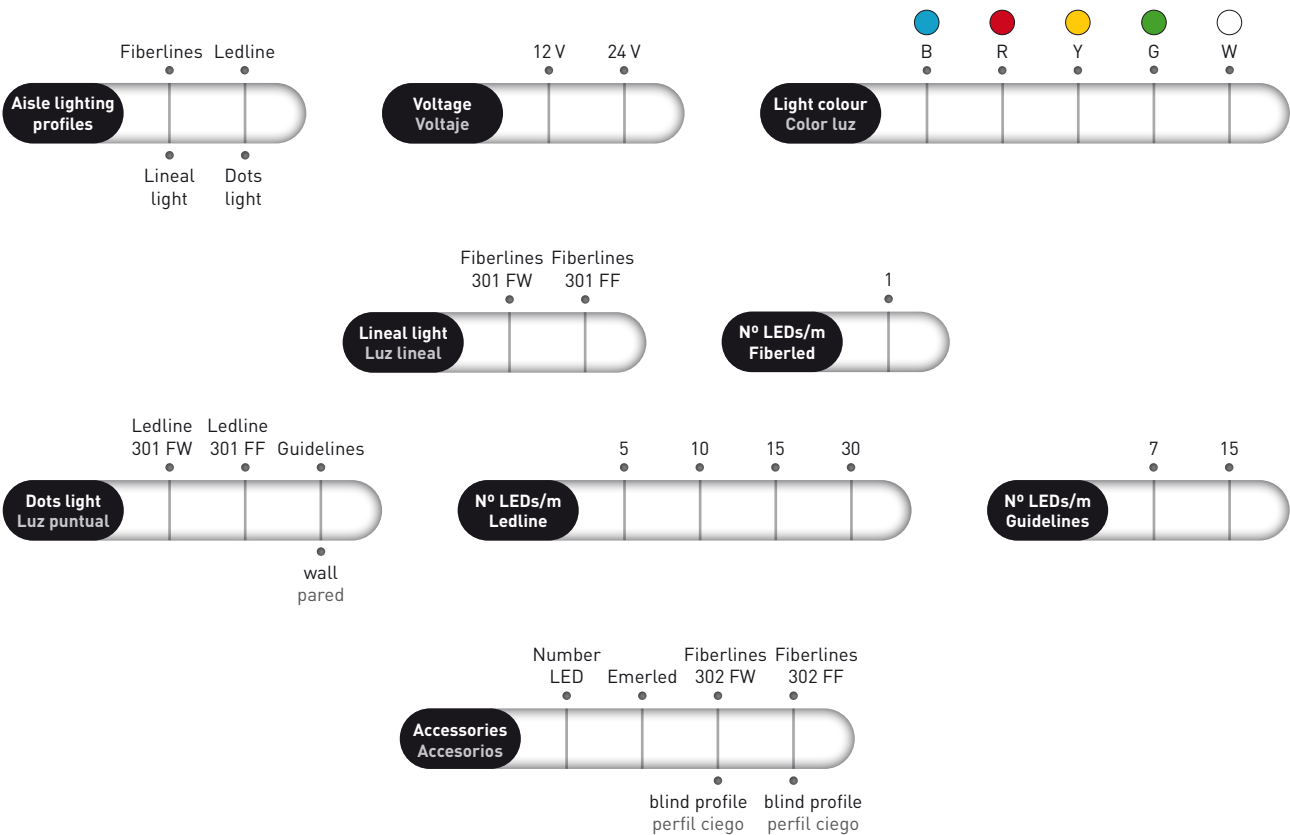 Fiberlines Ledline
Aisle lighting
profiles
Lineal
light
Dots
light
12 V 24 V
Voltage
Voltaje
B R Y G W
Light colour
Color luz
Fiberlines
301 FW
Fiberlines
301 FF
Lineal light
Luz lineal
1
Nº LEDs/m
Fiberled
Ledline
301 FW
Ledline
301 FF
Guidelines
Dots light
Luz puntual
wall
pared
5 10 15 30
Nº LEDs/m
Ledline
7 15
Nº LEDs/m
Guidelines
Number
LED
Emerled
Fiberlines
302 FW
Fiberlines
302 FF
Accessories
Accesorios
blind profile
perfil ciego
blind profile
perfil ciego